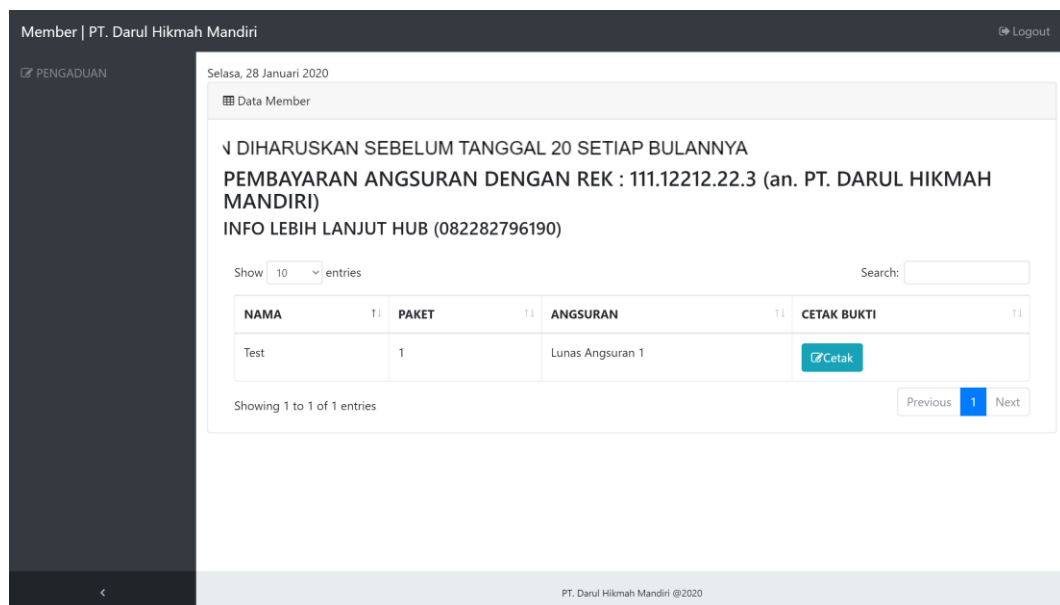 Member | PT. Darul Hikmah Mandiri
Logout
PENGADUAN
Selasa, 28 Januari 2020
Data Member
DIHARUSKAN SEBELUM TANGGAL 20 SETIAP BULANNYA
PEMBAYARAN ANGSURAN DENGAN REK : 111.12212.22.3 (an. PT. DARUL HIKMAH
MANDIRI)
INFO LEBIH LANJUT HUB (082282796190)
Show 10 entries
Search:
NAMA PAKET ANGSURAN CETAK BUKTI
Test 1 Lunas Angsuran 1 Cetak
Showing 1 to 1 of 1 entries
Previous 1 Next
PT. Darul Hikmah Mandiri @2020